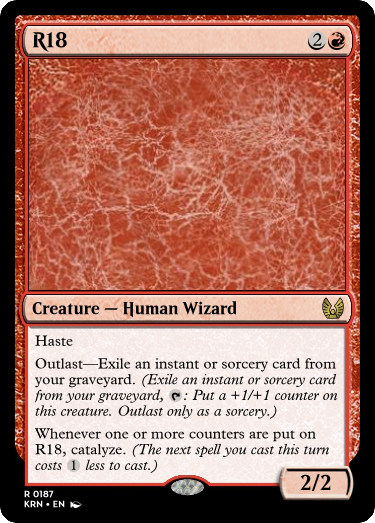 R18 2
Creature — Human Wizard
Haste
Outlast—Exile an instant or sorcery card from
your graveyard. (Exile an instant or sorcery card
from your graveyard, : Put a +1/+1 counter on
this creature. Outlast only as a sorcery.)
Whenever one or more counters are put on
R18, catalyze. (The next spell you cast this turn
costs 1 less to cast.)
2/2
R 0187
KRN • EN